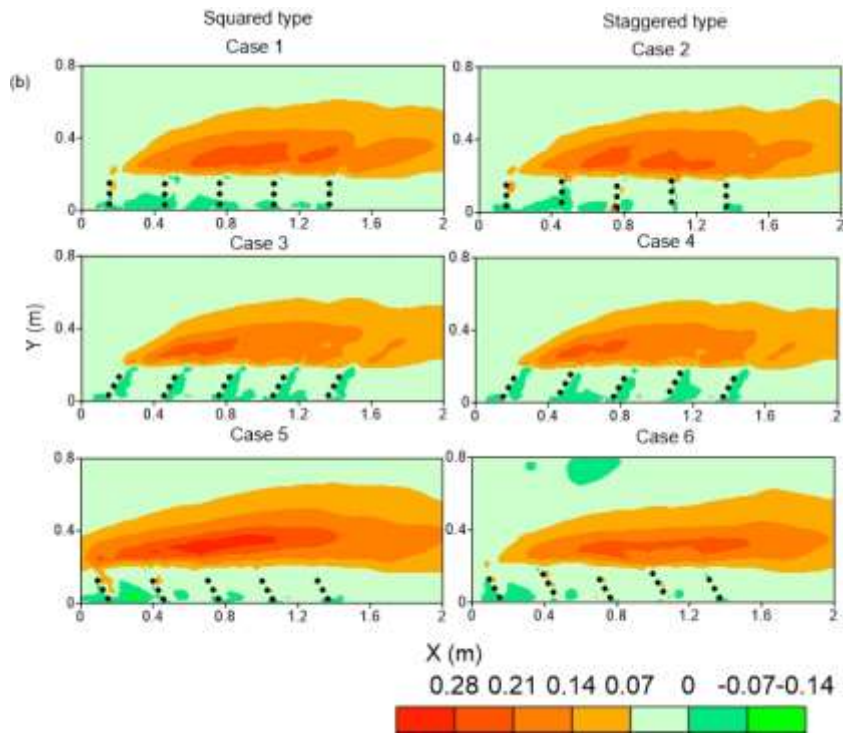 Squared type Staggered type
Case 1 Case 2
(b)
0.8 0.8
0.4 0.4
0 0
0 0.4 0.8 1.2 1.6 2 0 0.4 0.8 1.2 1.6 2
Case 3 Case 4
0.8 0.8
Y (m)
0.4 0.4
0 0
0 0.4 0.8 1.2 1.6 2 0 0.4 0.8 1.2 1.6 2
Case 5 Case 6
0.8 0.8
0.4 0.4
0 0
0 0.4 0.8 1.2 1.6 2 0 0.4 0.8 1.2 1.6 2
X (m)
0.28 0.21 0.14 0.07 0 -0.07 -0.14